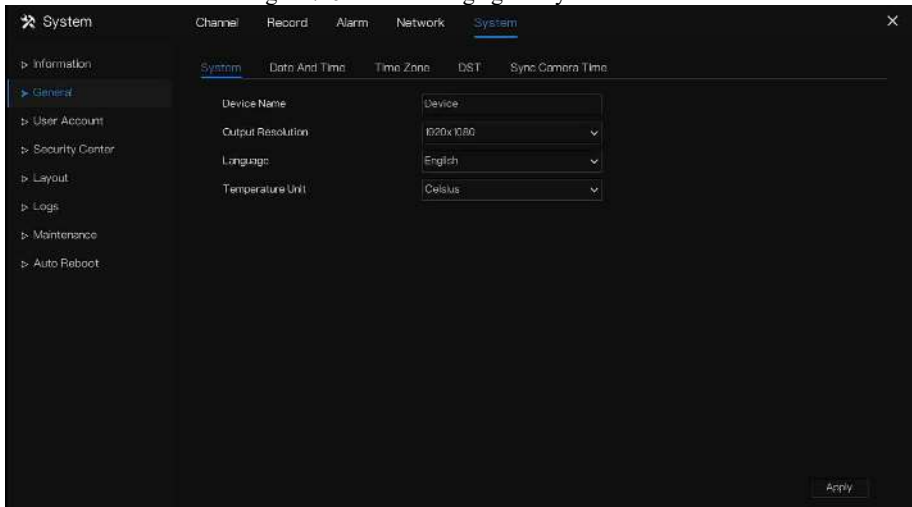 System
Channel Record Alarm Network System
Information
General
User Account
Security Center
Layout
Logs
Maintenance
Auto Reboot
System Date And Time Time Zone DST Sync Camera Time
Device Name Device
Output Resolution 1920x1080
Language English
Temperature Unit Celsius
Apply